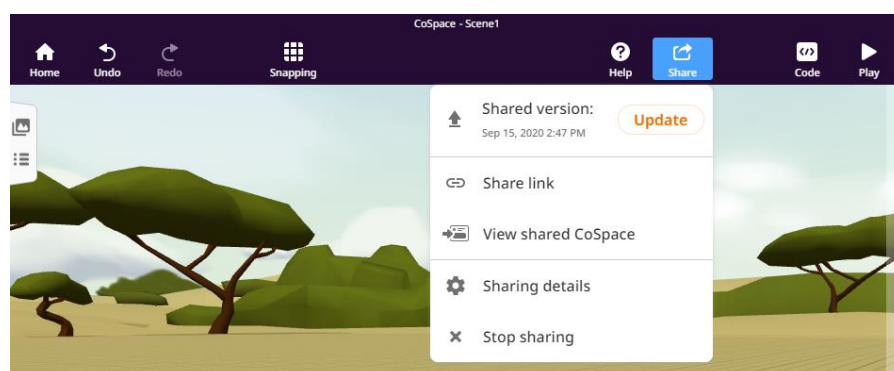 CoSpace - Scene1
Home Undo Redo Snapping Help Share Code Play
Shared version:
Sep 15, 2020 2:47 PM
Update
Share link
View shared CoSpace
Sharing details
Stop sharing